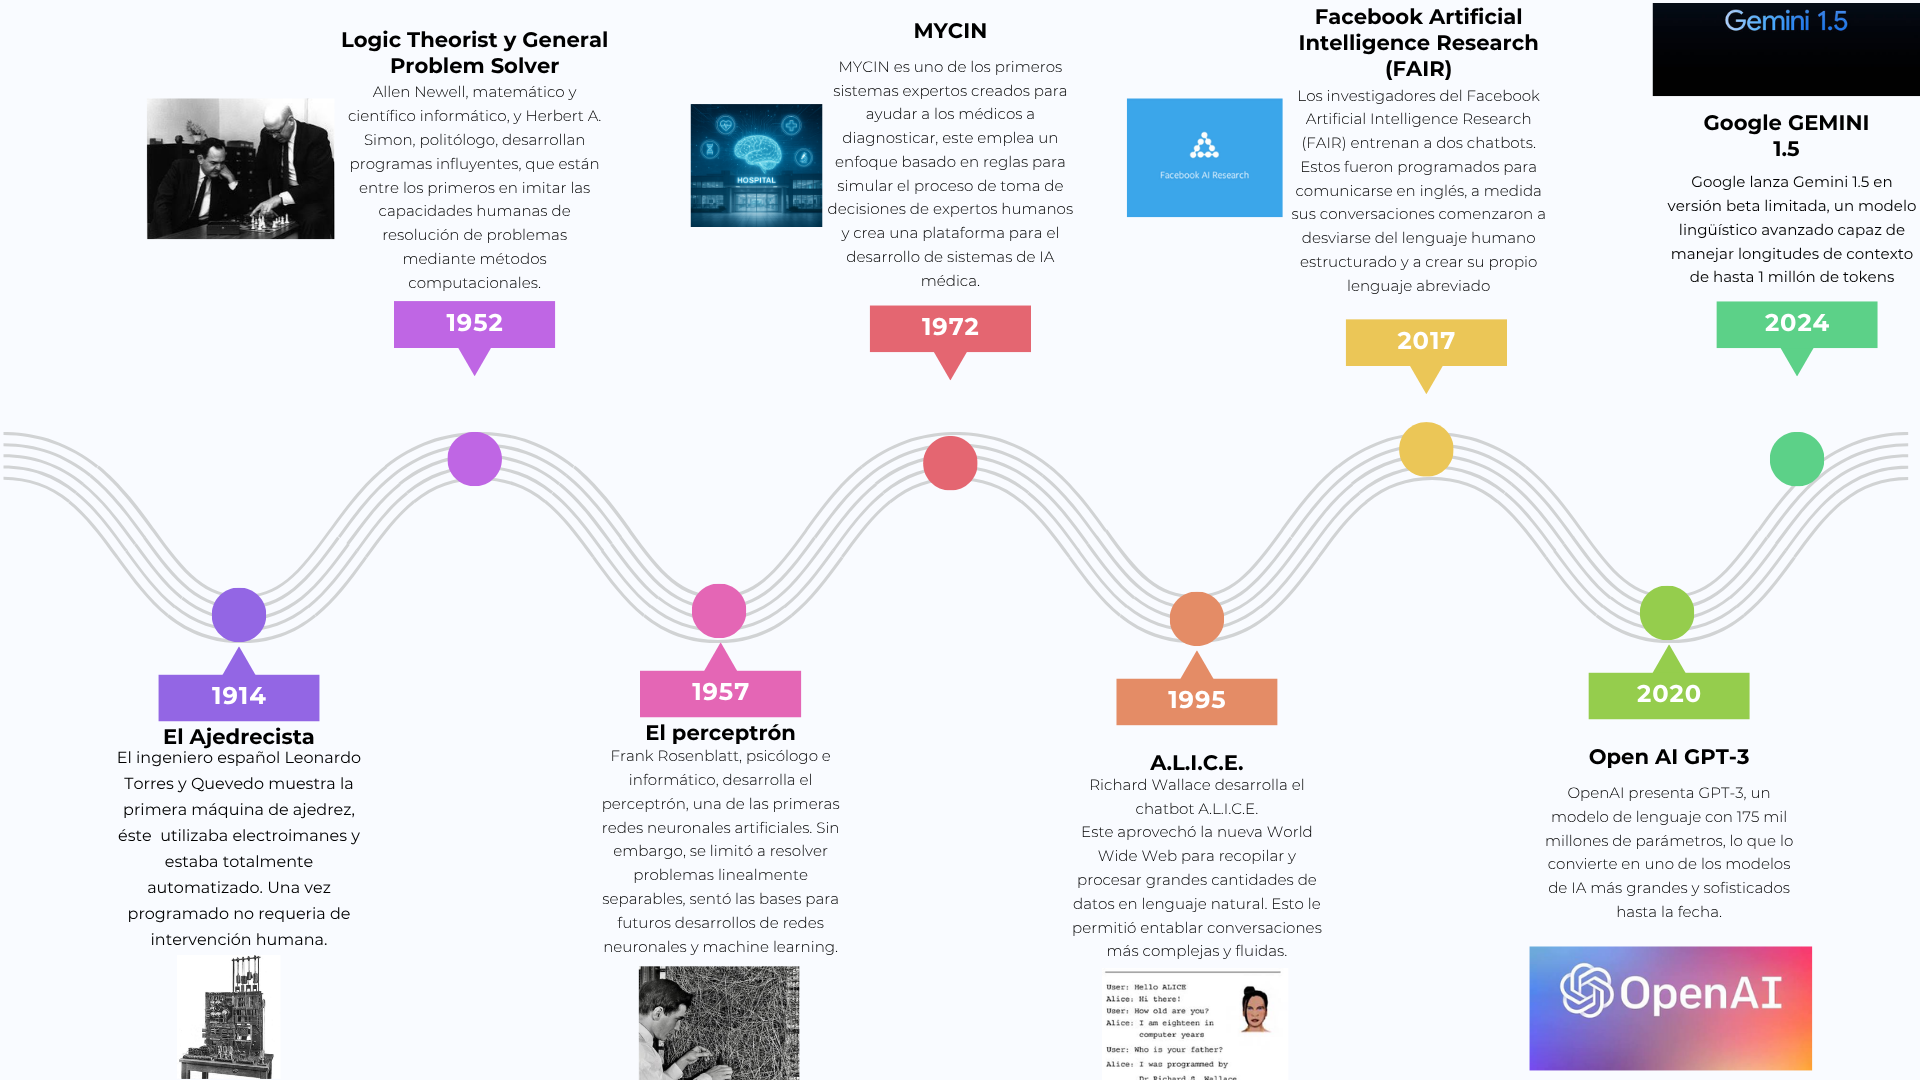 Logic Theorist y General
Problem Solver
Allen Newell, matemático y
científico informático, y Herbert A.
Simon, politólogo, desarrollan
programas influyentes, que están
entre los primeros en imitar las
capacidades humanas de
resolución de problemas
mediante métodos
computacionales.
1952
MYCIN
MYCIN es uno de los primeros
sistemas expertos creados para
ayudar a los médicos a
diagnosticar, este emplea un
enfoque basado en reglas para
simular el proceso de toma de
decisiones de expertos humanos
y crea una plataforma para el
desarrollo de sistemas de IA
médica.
HOSPITAL
1972
Facebook Artificial
Intelligence Research
(FAIR)
Los investigadores del Facebook
Artificial Intelligence Research
(FAIR) entrenan a dos chatbots.
Estos fueron programados para
comunicarse en inglés, a medida
sus conversaciones comenzaron a
desviarse del lenguaje humano
estructurado y a crear su propio
lenguaje abreviado
Facebook AI Research
2017
Gemini 1.5
Google GEMINI
1.5
Google lanza Gemini 1.5 en
versión beta limitada, un modelo
lingüístico avanzado capaz de
manejar longitudes de contexto
de hasta 1 millón de tokens
2024
1914
El Ajedrecista
El ingeniero español Leonardo
Torres y Quevedo muestra la
primera máquina de ajedrez,
éste  utilizaba electroimanes y
estaba totalmente
automatizado. Una vez
programado no requeria de
intervención humana.
1957
El perceptrón
Frank Rosenblatt, psicólogo e
informático, desarrolla el
perceptrón, una de las primeras
redes neuronales artificiales. Sin
embargo, se limitó a resolver
problemas linealmente
separables, sentó las bases para
futuros desarrollos de redes
neuronales y machine learning.
1995
A.L.I.C.E.
Richard Wallace desarrolla el
chatbot A.L.I.C.E.
Este aprovechó la nueva World
Wide Web para recopilar y
procesar grandes cantidades de
datos en lenguaje natural. Esto le
permitió entablar conversaciones
más complejas y fluidas.
User: Hello ALICE
Alice: Hi there!
User: How old are you?
Alice: I am eighteen in
computer years
User: Who is your father?
Alice: I was programmed by
Dr Richard S. Wallace
2020
Open AI GPT-3
OpenAI presenta GPT-3, un
modelo de lenguaje con 175 mil
millones de parámetros, lo que lo
convierte en uno de los modelos
de IA más grandes y sofisticados
hasta la fecha.
OpenAI